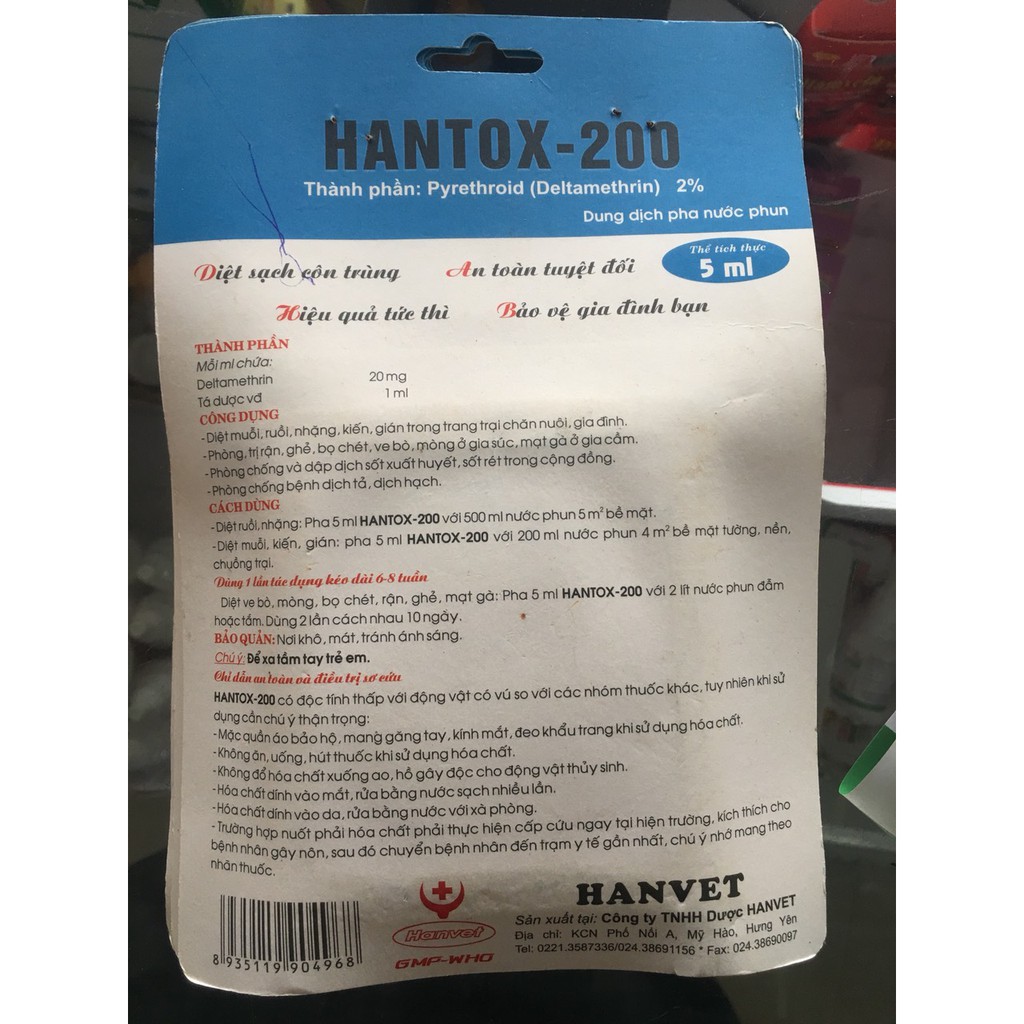 HANTOX-200
Thành phần: Pyrethroid (Deltamethrin) 2%
Dung dịch pha nước phun
Diệt sạch côn trùng An toàn tuyệt đối
Thể tích thực
5 ml
Hiệu quả tức thì Bảo vệ gia đình bạn
THÀNH PHẦN
Mỗi ml chứa:
Deltamethrin 20 mg
Tá dược vđ 1 ml
CÔNG DỤNG
-Diệt muỗi, ruồi, nhặng, kiến, gián trong trang trại chăn nuôi, gia đình.
-Phòng, trị rận, ghẻ, bọ chét, ve bò, mòng ở gia súc, mạt gà ở gia cầm.
-Phòng chống và dập dịch sốt xuất huyết, sốt rét trong cộng đồng.
-Phòng chống bệnh dịch tả, dịch hạch.
CÁCH DÙNG
-Diệt ruồi, nhặng: Pha 5 ml HANTOX-200 với 500 ml nước phun 5 m² bề mặt.
-Diệt muỗi, kiến, gián: pha 5 ml HANTOX-200 với 200 ml nước phun 4 m² bề mặt tường, nền,
chuồng trại.
Dùng 1 lần tác dụng kéo dài 6-8 tuần
Diệt ve bò, mòng, bọ chét, rận, ghẻ, mạt gà: Pha 5 ml HANTOX-200 với 2 lít nước phun đẫm
hoặc tắm. Dùng 2 lần cách nhau 10 ngày.
BẢO QUẢN: Nơi khô, mát, tránh ánh sáng.
Chú ý: Để xa tầm tay trẻ em.
Chỉ dẫn an toàn và điều trị sơ cứu
HANTOX-200 có độc tính thấp với động vật có vú so với các nhóm thuốc khác, tuy nhiên khi sử
dụng cần chú ý thận trọng:
-Mặc quần áo bảo hộ, mang găng tay, kính mắt, đeo khẩu trang khi sử dụng hóa chất.
-Không ăn, uống, hút thuốc khi sử dụng hóa chất.
-Không đổ hóa chất xuống ao, hồ gây độc cho động vật thủy sinh.
-Hóa chất dính vào mắt, rửa bằng nước sạch nhiều lần.
-Hóa chất dính vào da, rửa bằng nước với xà phòng.
-Trường hợp nuốt phải hóa chất phải thực hiện cấp cứu ngay tại hiện trường, kích thích cho
bệnh nhân gây nôn, sau đó chuyển bệnh nhân đến trạm y tế gần nhất, chú ý nhớ mang theo
nhãn thuốc.
HANVET
Sản xuất tại: Công ty TNHH Dược HANVET
Địa chỉ: KCN Phố Nối A, Mỹ Hào, Hưng Yên
Tel: 0221.3587336/024.38691156 * Fax: 024.38690097
Hanvet
GMP-WHO
8 935119 904968